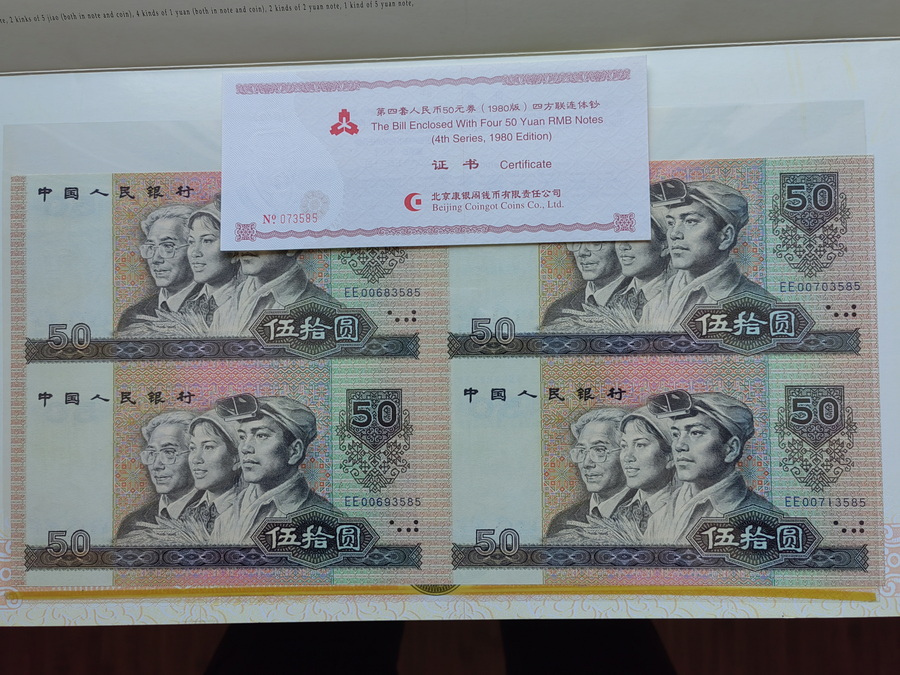 te, 2 kinks of 5 jiao (both in note and coin), 4 kinds of 1 yuan (both in note and coin), 2 kinds of 2 yuan note, 1 kind of 5 yuan note,
第四套人民币50元券（1980版）四方联连体钞
The Bill Enclosed With Four 50 Yuan RMB Notes
(4th Series, 1980 Edition)
证 书 Certificate
北京康银阁钱币有限责任公司
Beijing Coingot Coins Co., Ltd.
Nº 073585
中国人民银行
EE00683585
伍拾圆
50
50
EE00703585
伍拾圆
50
中国人民银行
50
EE00693585
伍拾圆
50
中国人民银行
50
EE00713585
伍拾圆
50